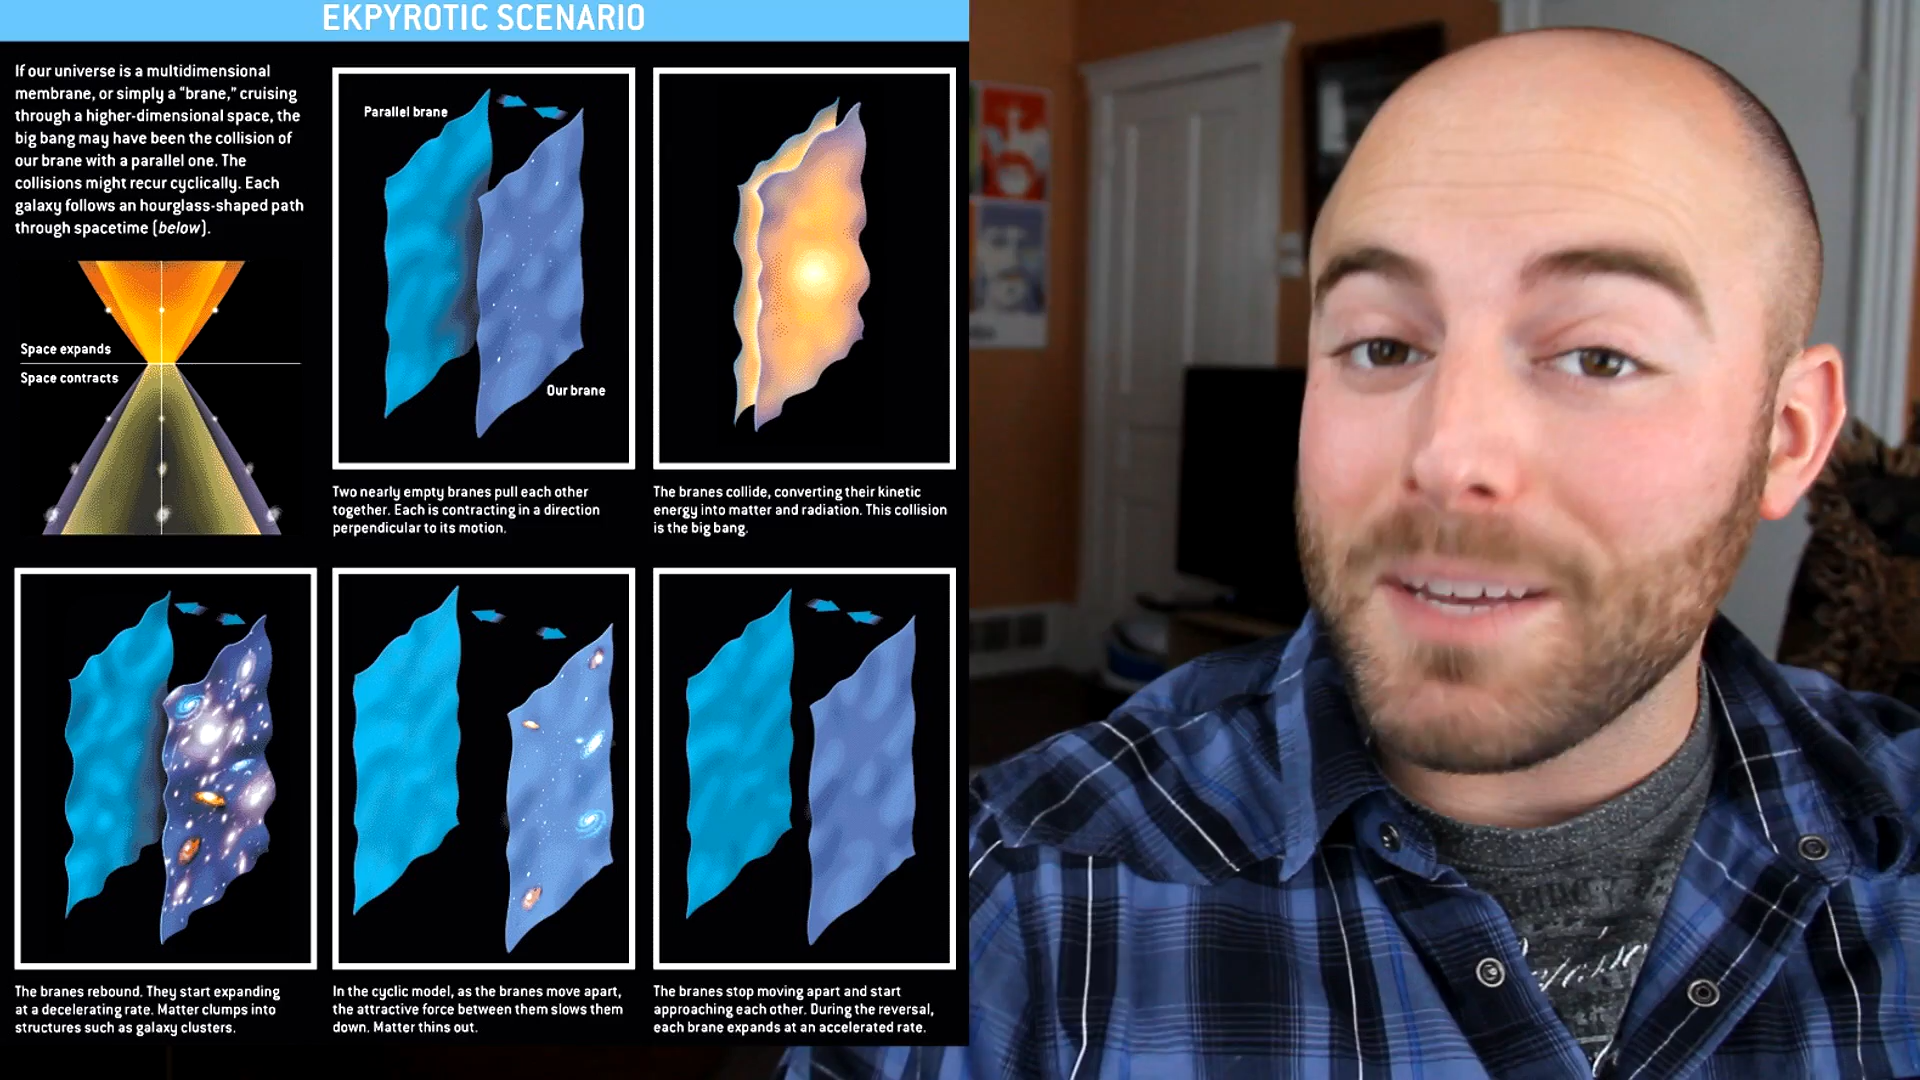 EKPYROTIC SCENARIO
If our universe is a multidimensional
membrane, or simply a “brane,” cruising
through a higher-dimensional space, the
big bang may have been the collision of
our brane with a parallel one. The
collisions might recur cyclically. Each
galaxy follows an hourglass-shaped path
through spacetime (below).
Space expands
Space contracts
Parallel brane
Our brane
Two nearly empty branes pull each other
together. Each is contracting in a direction
perpendicular to its motion.
The branes collide, converting their kinetic
energy into matter and radiation. This collision
is the big bang.
The branes rebound. They start expanding
at a decelerating rate. Matter clumps into
structures such as galaxy clusters.
In the cyclic model, as the branes move apart,
the attractive force between them slows them
down. Matter thins out.
The branes stop moving apart and start
approaching each other. During the reversal,
each brane expands at an accelerated rate.